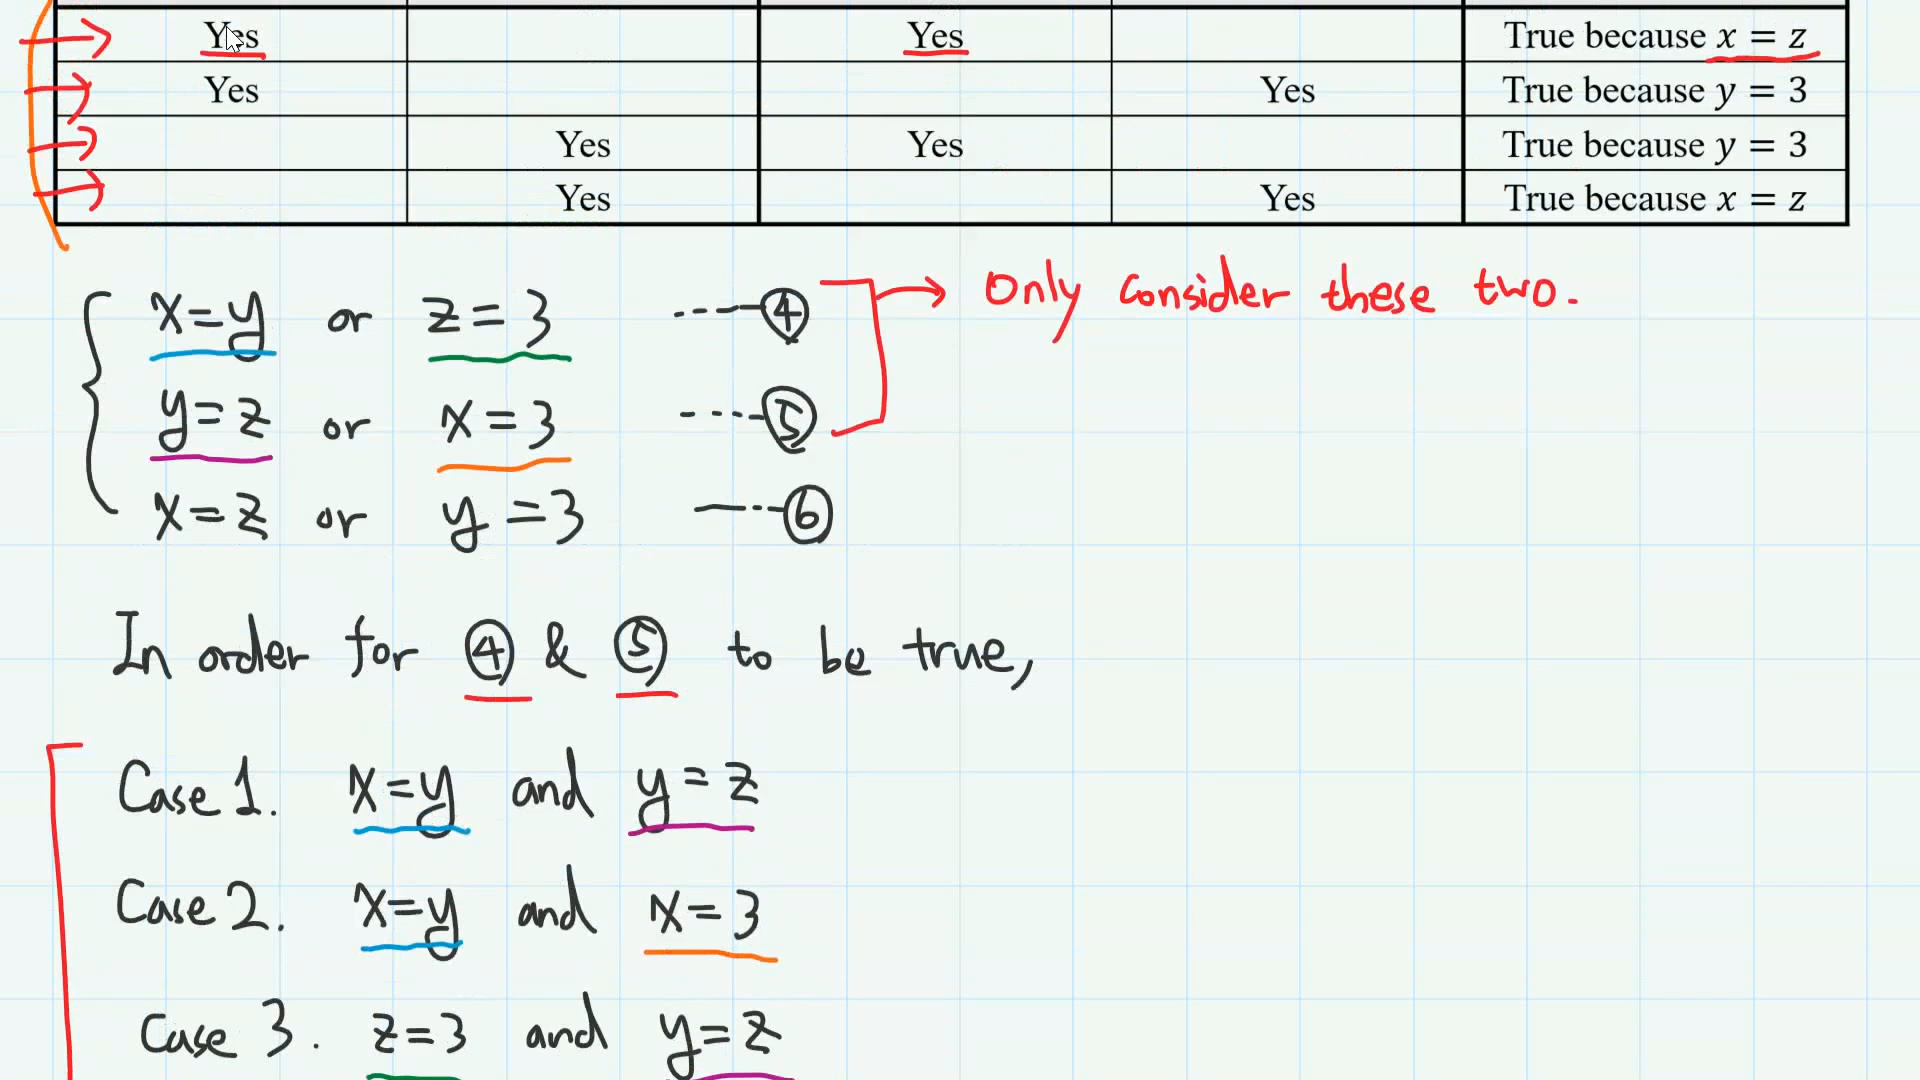 Yes Yes True because x = z
Yes Yes True because y = 3
Yes Yes True because y = 3
Yes Yes True because x = z
x=y or z=3 ----④ Only consider these two.
y=z or x=3 ----⑤
x=z or y=3 ----⑥
In order for ④ & ⑤ to be true,
Case 1. x=y and y=z
Case 2. x=y and x=3
Case 3. z=3 and y=z